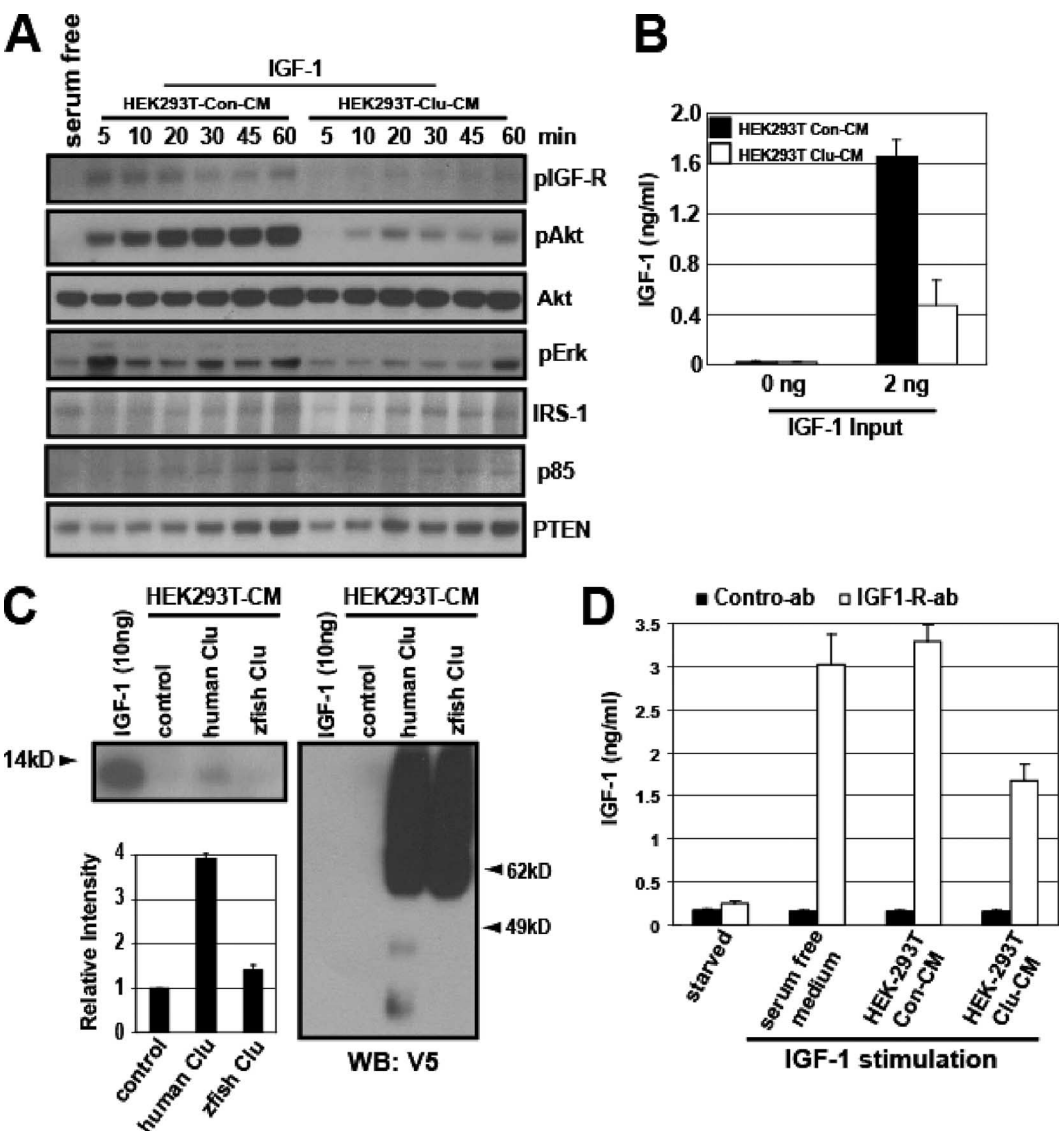 A
serum free
IGF-1
HEK293T-Con-CM
HEK293T-Clu-CM
5 10 20 30 45 60 5 10 20 30 45 60 min
pIGF-R
pAkt
Akt
pErk
IRS-1
p85
PTEN
B
HEK293T Con-CM
HEK293T Clu-CM
IGF-1 (ng/ml)
2.0
1.6
1.2
0.8
0.4
0
0 ng
2 ng
IGF-1 Input
C
HEK293T-CM
IGF-1 (10ng)
control
human Clu
zfish Clu
14kD
Relative Intensity
4
3
2
1
0
control
human Clu
zfish Clu
HEK293T-CM
IGF-1 (10ng)
control
human Clu
zfish Clu
62kD
49kD
WB: V5
D
Contro-ab
IGF1-R-ab
IGF-1 (ng/ml)
3.5
3
2.5
2
1.5
1
0.5
0
starved
serum free
medium
HEK-293T
Con-CM
HEK-293T
Clu-CM
IGF-1 stimulation